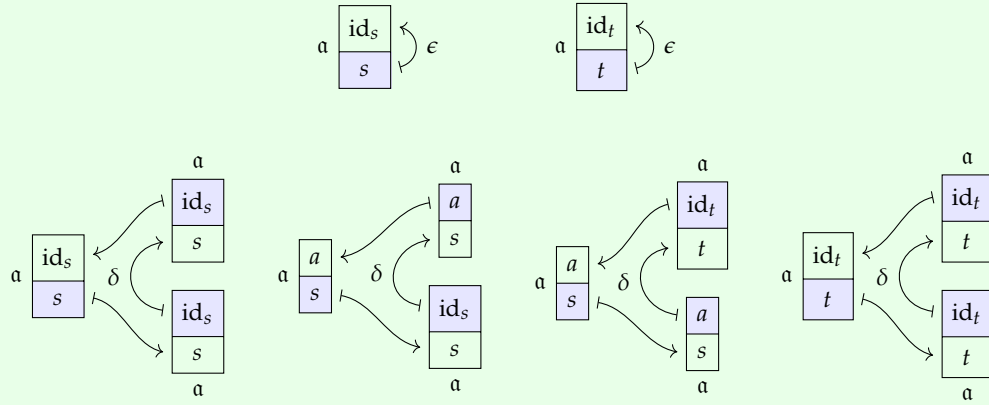 𝔞 id_s s ϵ 𝔞 id_t t ϵ
𝔞 𝔞 𝔞 𝔞
id_s a id_t id_t
id_s s a s a t id_t t
𝔞 s δ 𝔞 s δ 𝔞 s δ 𝔞 t δ
id_s id_s a id_t
s s s t
𝔞 𝔞 𝔞 𝔞